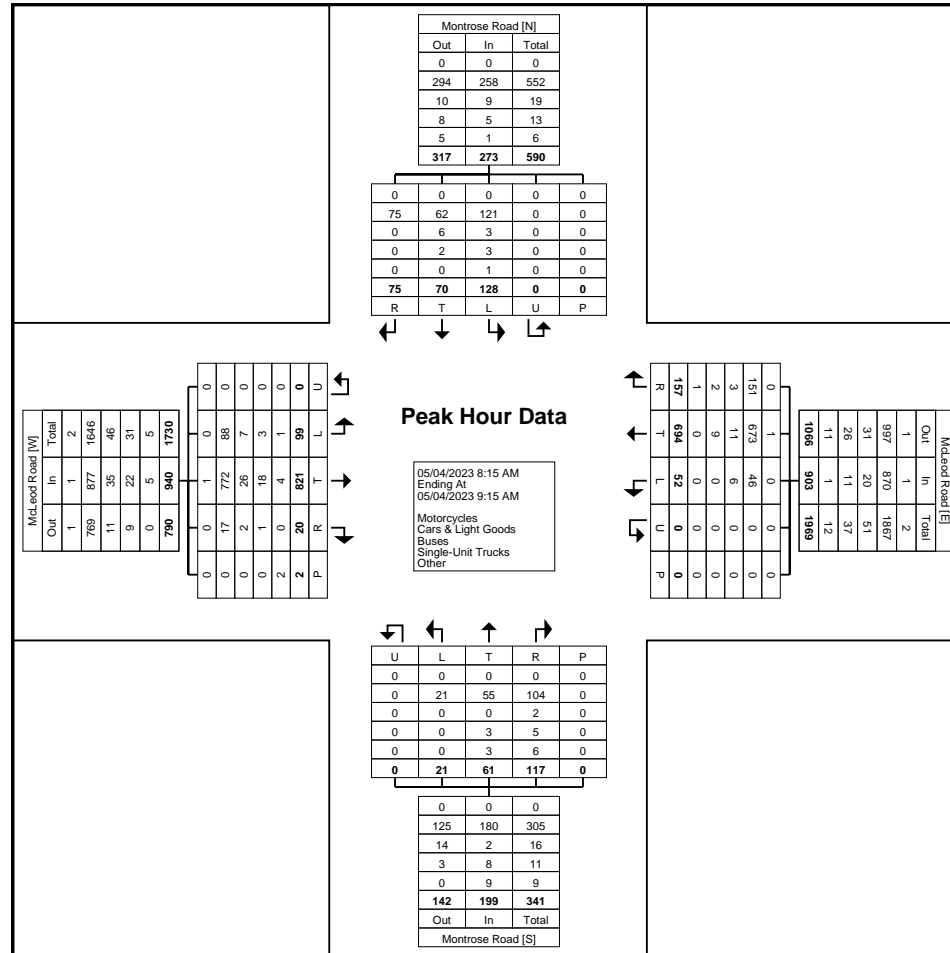 Montrose Road [N]
Out In Total
0 0 0
294 258 552
10 9 19
8 5 13
5 1 6
317 273 590
0 0 0 0 0
75 62 121 0 0
0 6 3 0 0
0 2 3 0 0
0 0 1 0 0
75 70 128 0 0
R T L U P
McLeod Road [W]
Out In Total
1 1 2
769 877 1646
11 35 46
9 22 31
0 5 5
790 940 1730
0 0 1 0 0
0 17 772 88 0
0 2 26 7 0
0 1 18 3 0
2 0 4 1 0
2 20 821 99 0
P R T L U
Peak Hour Data
05/04/2023 8:15 AM
Ending At
05/04/2023 9:15 AM
Motorcycles
Cars & Light Goods
Buses
Single-Unit Trucks
Other
McLeod Road [E]
Out In Total
1 1 2
997 870 1867
31 20 51
26 11 37
11 1 12
1066 903 1969
0 1 0 0 0
151 673 46 0 0
3 11 6 0 0
2 9 0 0 0
1 0 0 0 0
157 694 52 0 0
R T L U P
U L T R P
0 0 0 0 0
0 21 55 104 0
0 0 0 2 0
0 0 3 5 0
0 0 3 6 0
0 21 61 117 0
0 0 0
125 180 305
14 2 16
3 8 11
0 9 9
142 199 341
Out In Total
Montrose Road [S]